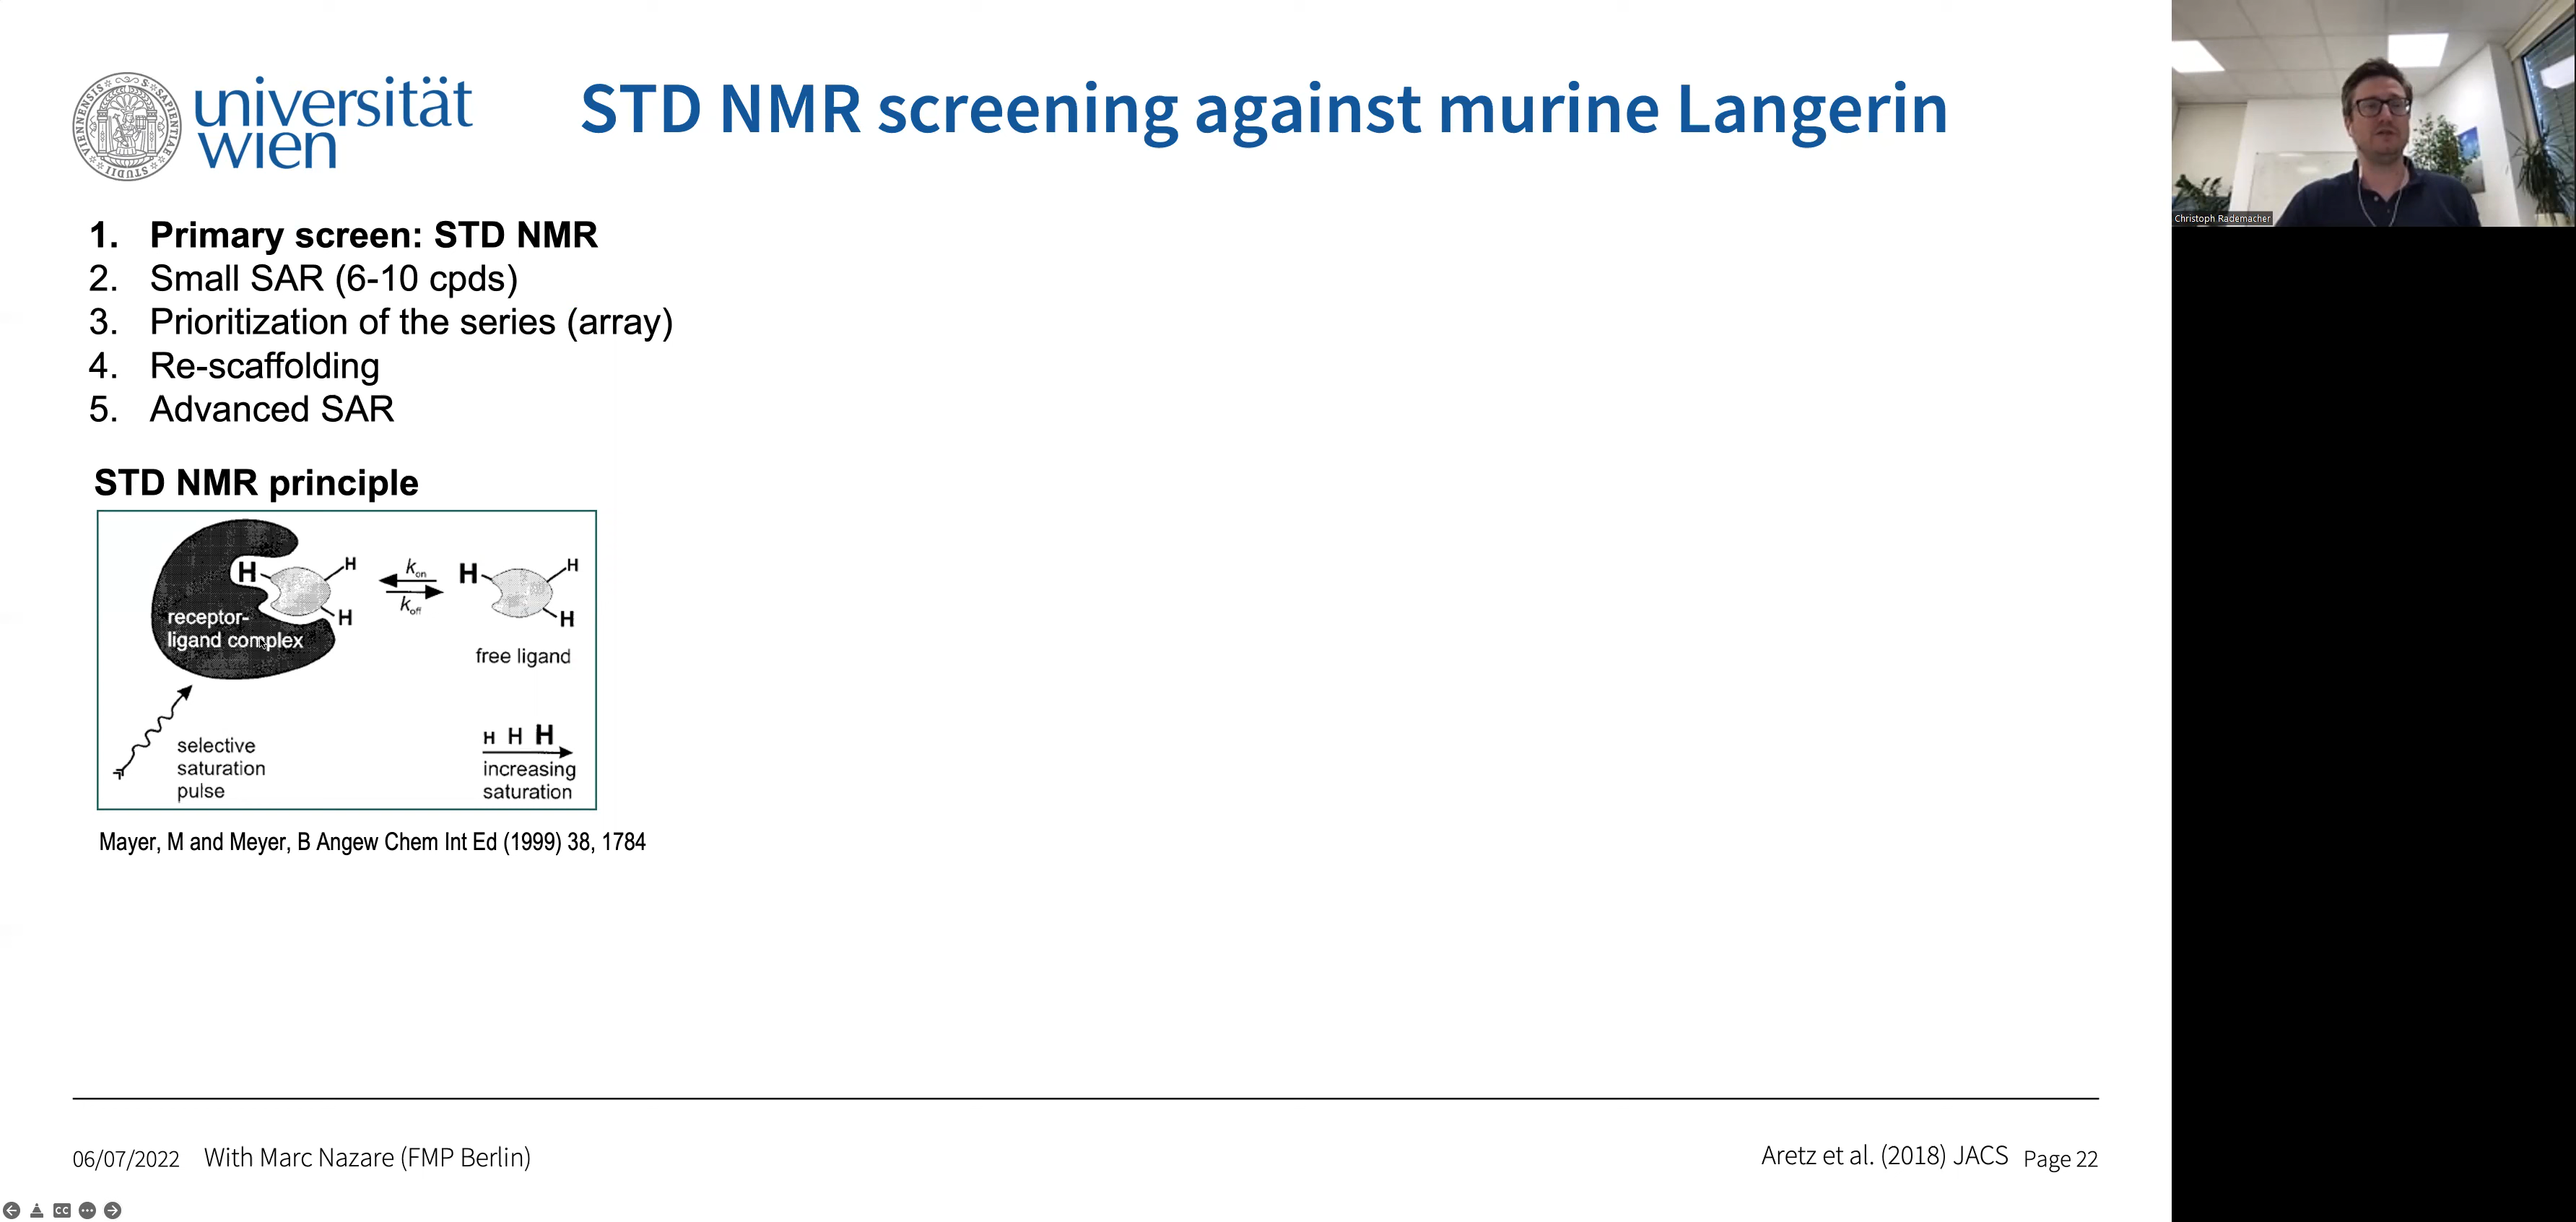 universität
wien
STD NMR screening against murine Langerin
Christoph Rademacher
1. Primary screen: STD NMR
2. Small SAR (6-10 cpds)
3. Prioritization of the series (array)
4. Re-scaffolding
5. Advanced SAR
STD NMR principle
H
H
H
receptor-
ligand complex
kon
koff
H
H
H
free ligand
selective
saturation
pulse
H H H
increasing
saturation
Mayer, M and Meyer, B Angew Chem Int Ed (1999) 38, 1784
06/07/2022 With Marc Nazare (FMP Berlin)
Aretz et al. (2018) JACS Page 22
CC